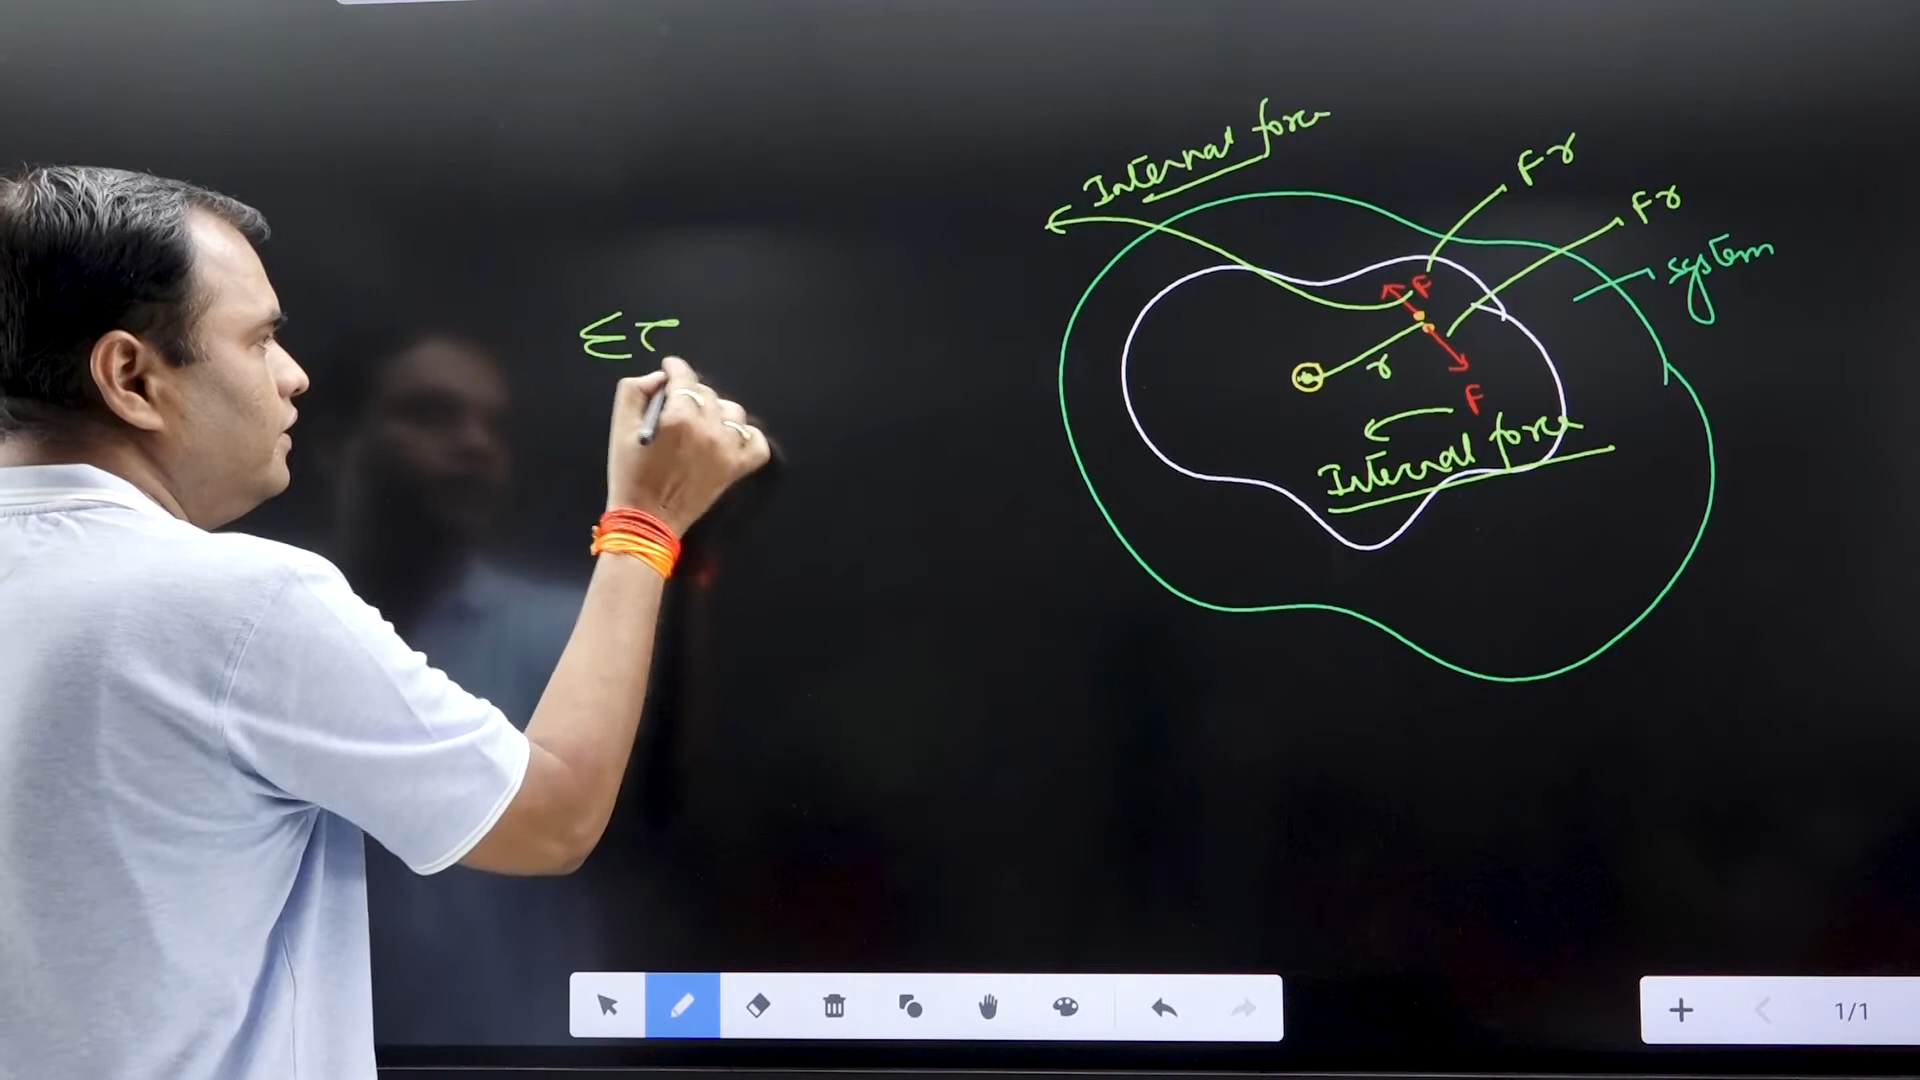 Internal force
Fr
Fr
system
F
r
F
Internal force
Στ
1/1